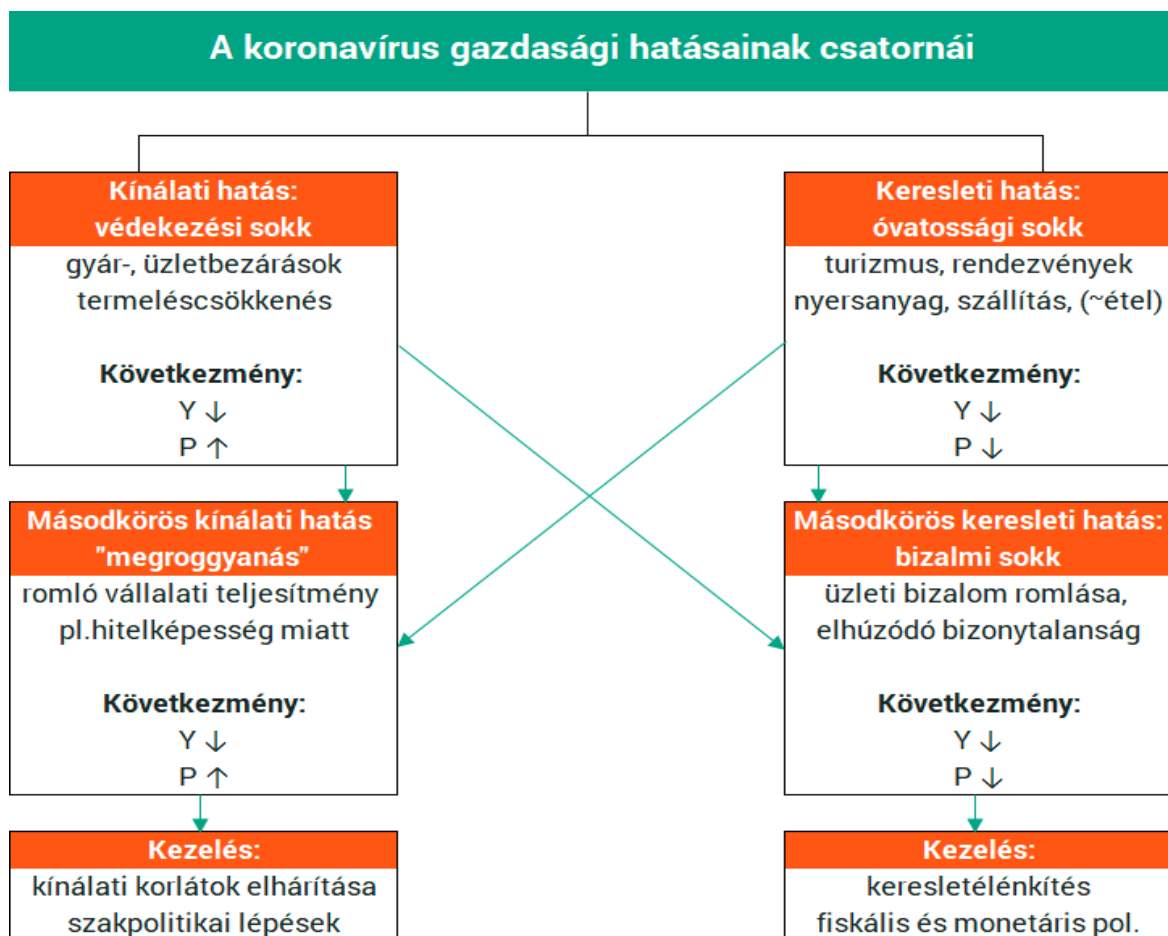 A koronavírus gazdasági hatásainak csatornái
Kínálati hatás:
védekezési sokk
gyár-, üzletbezárások
termeléscsökkenés
Következmény:
Y ↓
P ↑
Keresleti hatás:
óvatossági sokk
turizmus, rendezvények
nyersanyag, szállítás, (~étel)
Következmény:
Y ↓
P ↓
Másodkörös kínálati hatás
"megroggyanás"
romló vállalati teljesítmény
pl.hitelképesség miatt
Következmény:
Y ↓
P ↑
Másodkörös keresleti hatás:
bizalmi sokk
üzleti bizalom romlása,
elhúzódó bizonytalanság
Következmény:
Y ↓
P ↓
Kezelés:
kínálati korlátok elhárítása
szakpolitikai lépések
Kezelés:
keresletélénkítés
fiskális és monetáris pol.